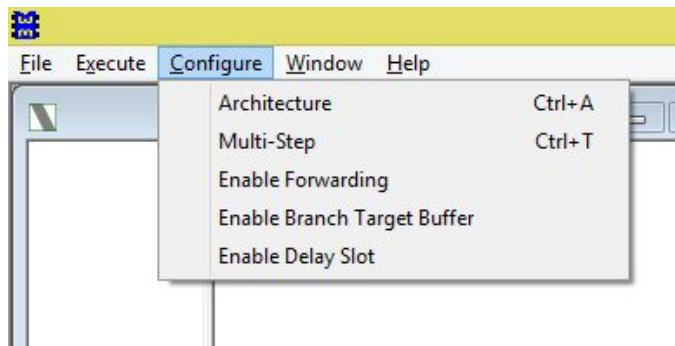 File Execute Configure Window Help
Architecture Ctrl+A
Multi-Step Ctrl+T
Enable Forwarding
Enable Branch Target Buffer
Enable Delay Slot